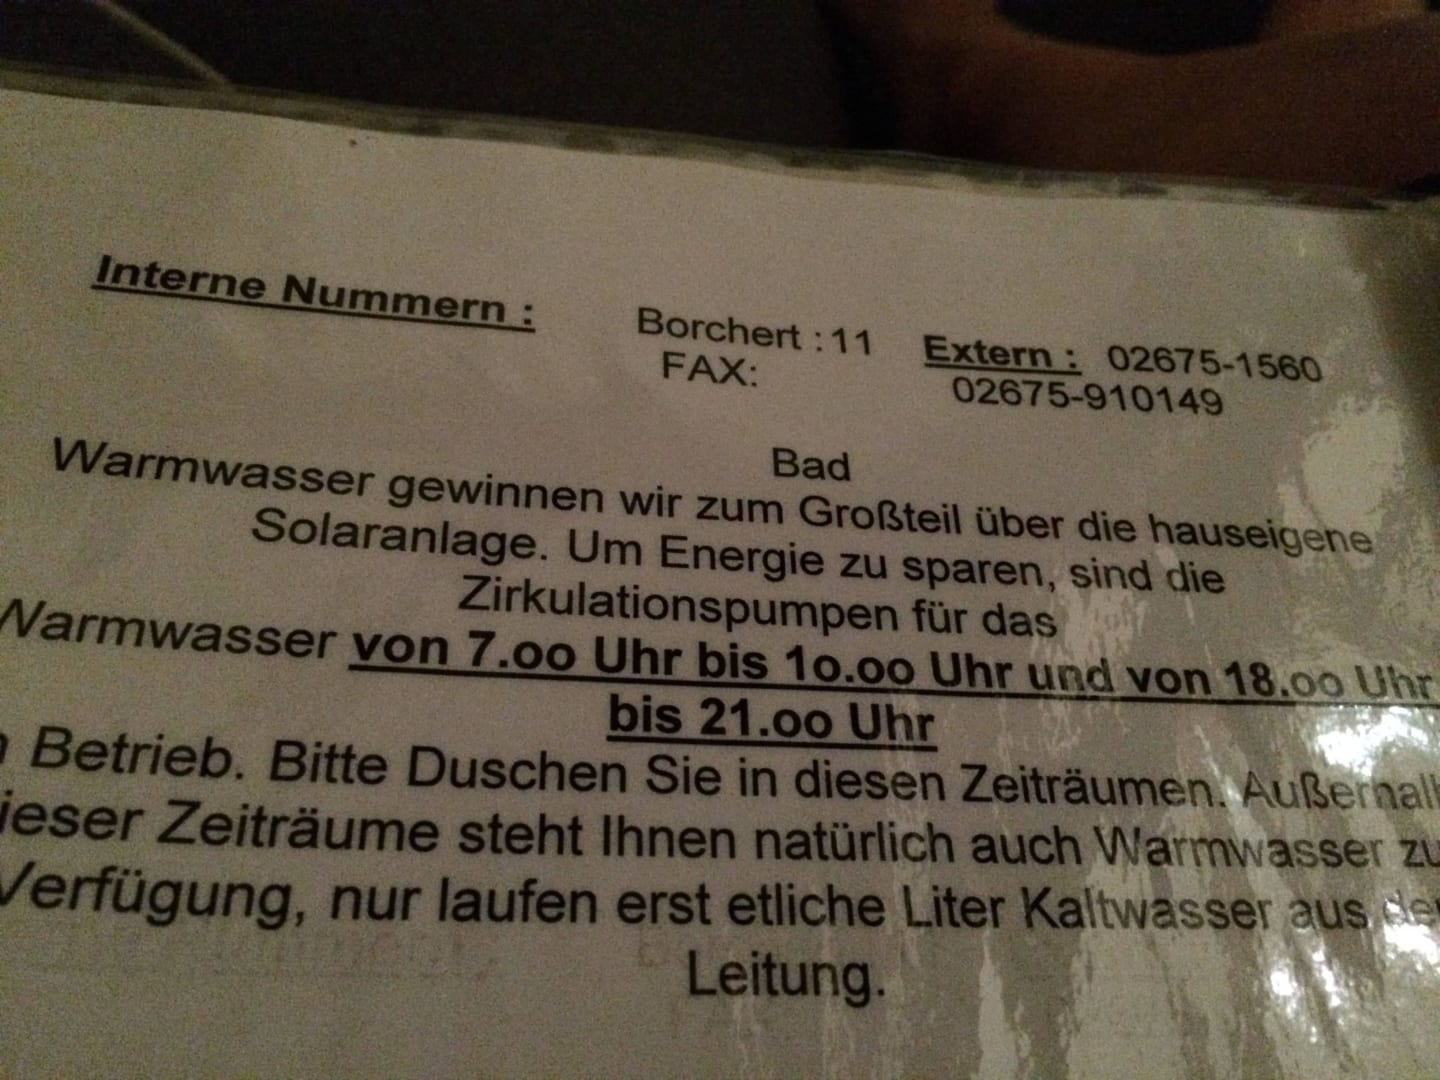 Interne Nummern : Borchert : 11 Extern : 02675-1560
FAX: 02675-910149
Bad
Warmwasser gewinnen wir zum Großteil über die hauseigene
Solaranlage. Um Energie zu sparen, sind die
Zirkulationspumpen für das
Warmwasser von 7.oo Uhr bis 1o.oo Uhr und von 18.oo Uhr
bis 21.oo Uhr
Betrieb. Bitte Duschen Sie in diesen Zeiträumen. Außerhalb
ieser Zeiträume steht Ihnen natürlich auch Warmwasser zu
Verfügung, nur laufen erst etliche Liter Kaltwasser aus der
Leitung.